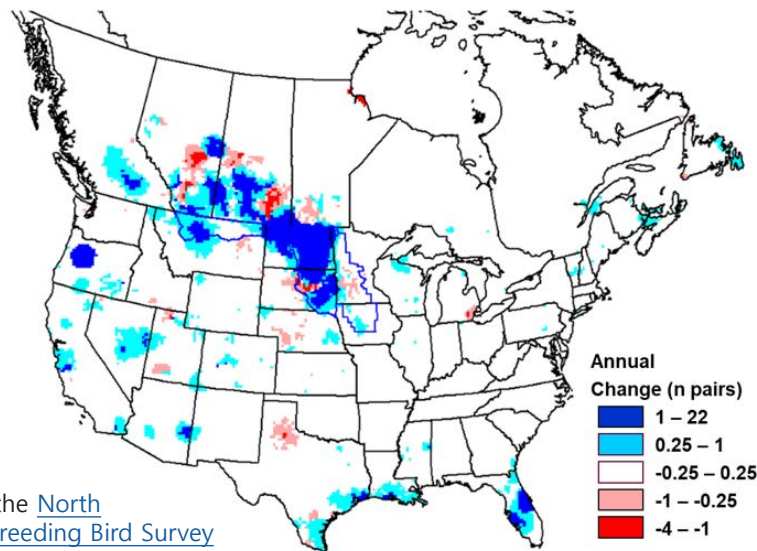 Annual
Change (n pairs)
1 – 22
0.25 – 1
-0.25 – 0.25
-1 – -0.25
-4 – -1
the North
reeding Bird Survey